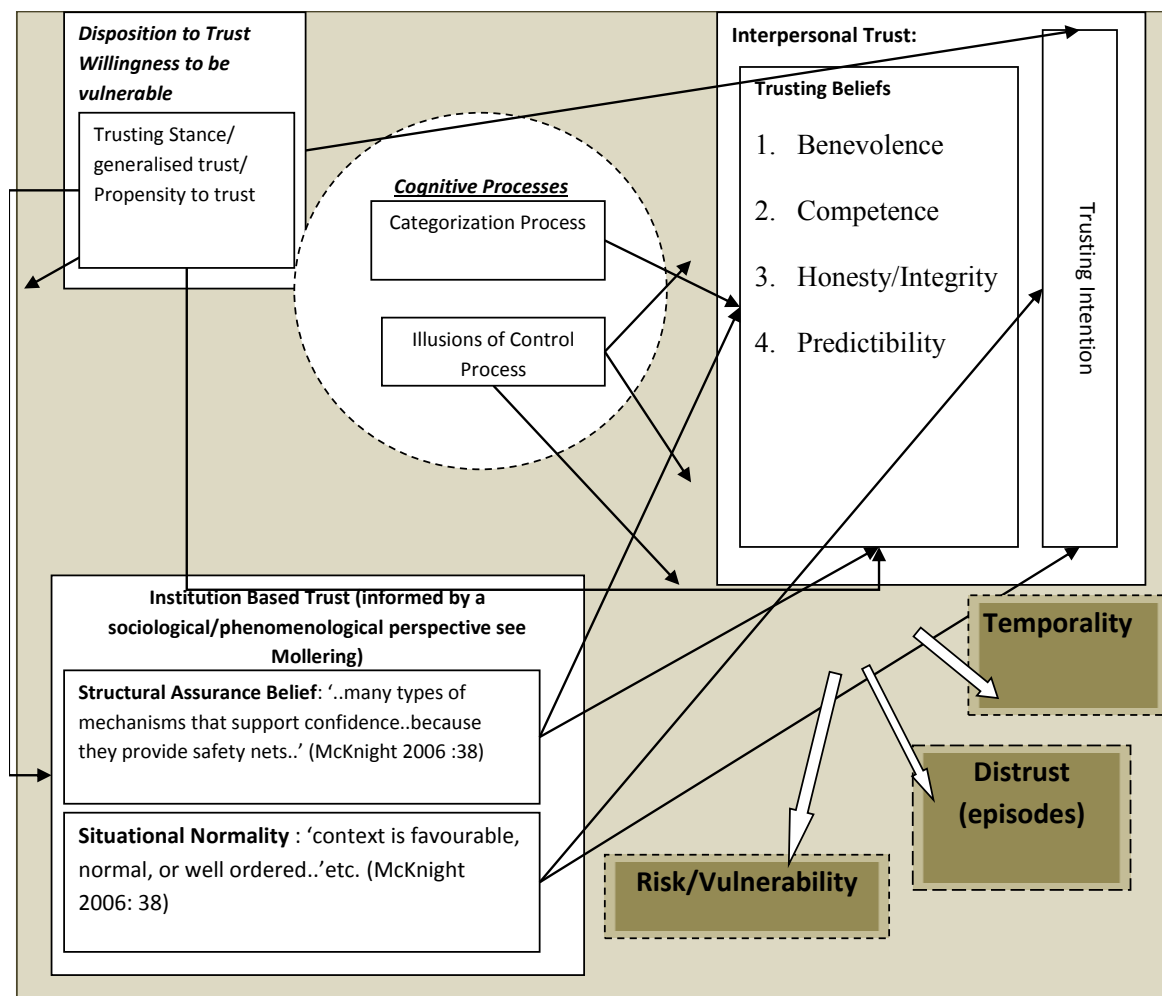 Disposition to Trust
Willingness to be
vulnerable
Trusting Stance/
generalised trust/
Propensity to trust
Cognitive Processes
Categorization Process
Illusions of Control
Process
Interpersonal Trust:
Trusting Beliefs
1. Benevolence
2. Competence
3. Honesty/Integrity
4. Predictibility
Trusting Intention
Institution Based Trust (informed by a
sociological/phenomenological perspective see
Mollering)
Structural Assurance Belief: ‘..many types of
mechanisms that support confidence..because
they provide safety nets..’ (McKnight 2006 :38)
Situational Normality : ‘context is favourable,
normal, or well ordered..’etc. (McKnight
2006: 38)
Temporality
Distrust
(episodes)
Risk/Vulnerability